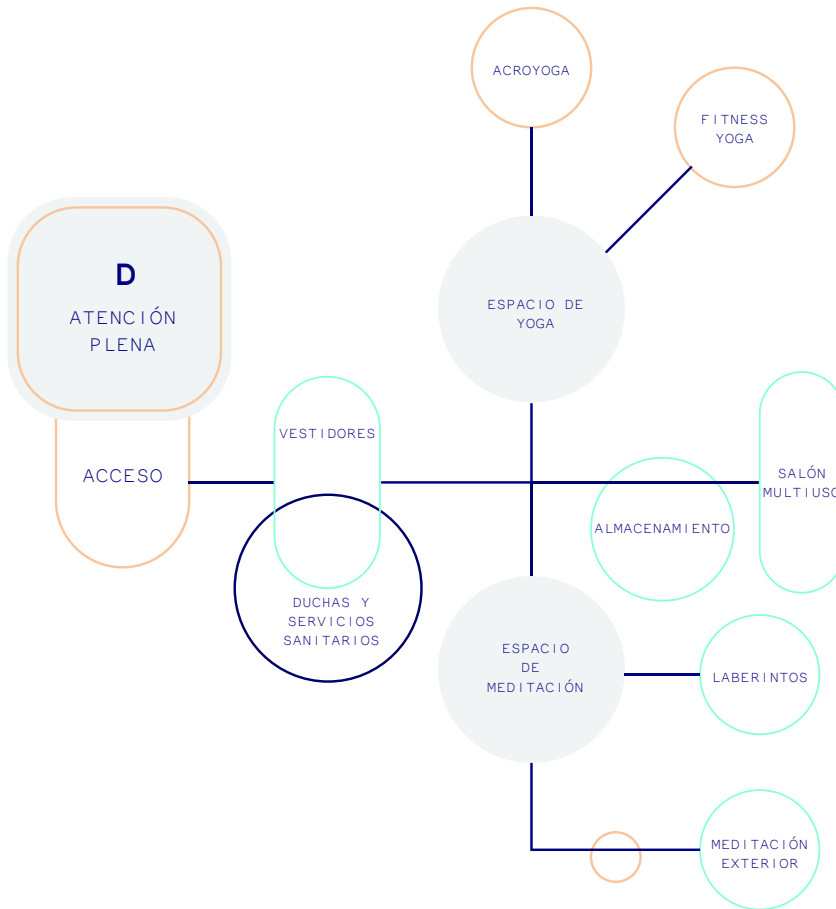 ACROYOGA
FITNESS
YOGA
D
ATENCIÓN
PLENA
ESPACIO DE
YOGA
VESTIDORES
ACCESO
SALÓN
MULTIUSO
ALMACENAMIENTO
DUCHAS Y
SERVICIOS
SANITARIOS
ESPACIO
DE
MEDITACIÓN
LABERINTOS
MEDITACIÓN
EXTERIOR